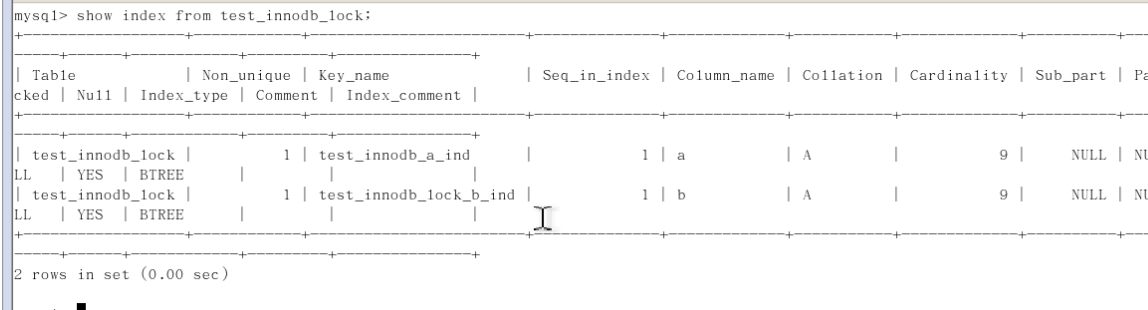 mysql> show index from test_innodb_lock;
+-------------------+------------+------------------------+--------------+-------------+-----------+-------------+----------+---
-----+------+------------+---------+---------------+
| Table             | Non_unique | Key_name               | Seq_in_index | Column_name | Collation | Cardinality | Sub_part | Pa
cked | Null | Index_type | Comment | Index_comment |
+-------------------+------------+------------------------+--------------+-------------+-----------+-------------+----------+---
-----+------+------------+---------+---------------+
| test_innodb_lock |          1 | test_innodb_a_ind      |            1 | a           | A         |           9 |     NULL | NU
LL   | YES  | BTREE      |         |               |
| test_innodb_lock |          1 | test_innodb_lock_b_ind |            1 | b           | A         |           9 |     NULL | NU
LL   | YES  | BTREE      |         |               |
+-------------------+------------+------------------------+--------------+-------------+-----------+-------------+----------+---
-----+------+------------+---------+---------------+
2 rows in set (0.00 sec)